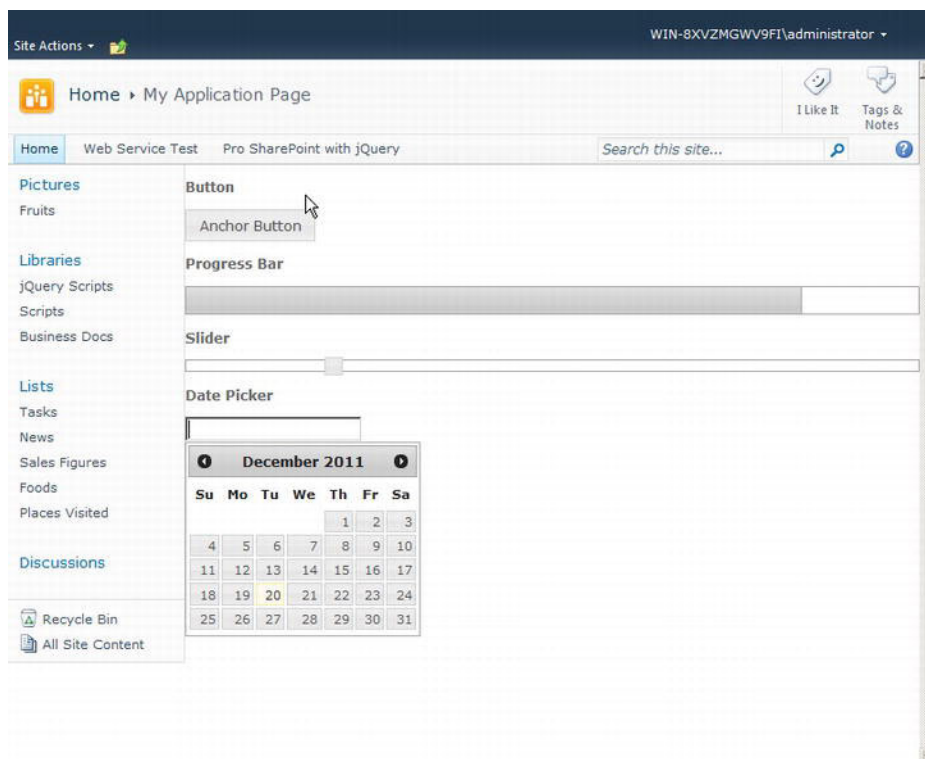 WIN-8XVZMGWV9FI\administrator
Site Actions
Home ▸ My Application Page
I Like It
Tags & Notes
Home Web Service Test Pro SharePoint with jQuery Search this site...
Pictures
Fruits
Libraries
jQuery Scripts
Scripts
Business Docs
Lists
Tasks
News
Sales Figures
Foods
Places Visited
Discussions
Recycle Bin
All Site Content
Button
Anchor Button
Progress Bar
Slider
Date Picker
December 2011
Su Mo Tu We Th Fr Sa
1 2 3
4 5 6 7 8 9 10
11 12 13 14 15 16 17
18 19 20 21 22 23 24
25 26 27 28 29 30 31